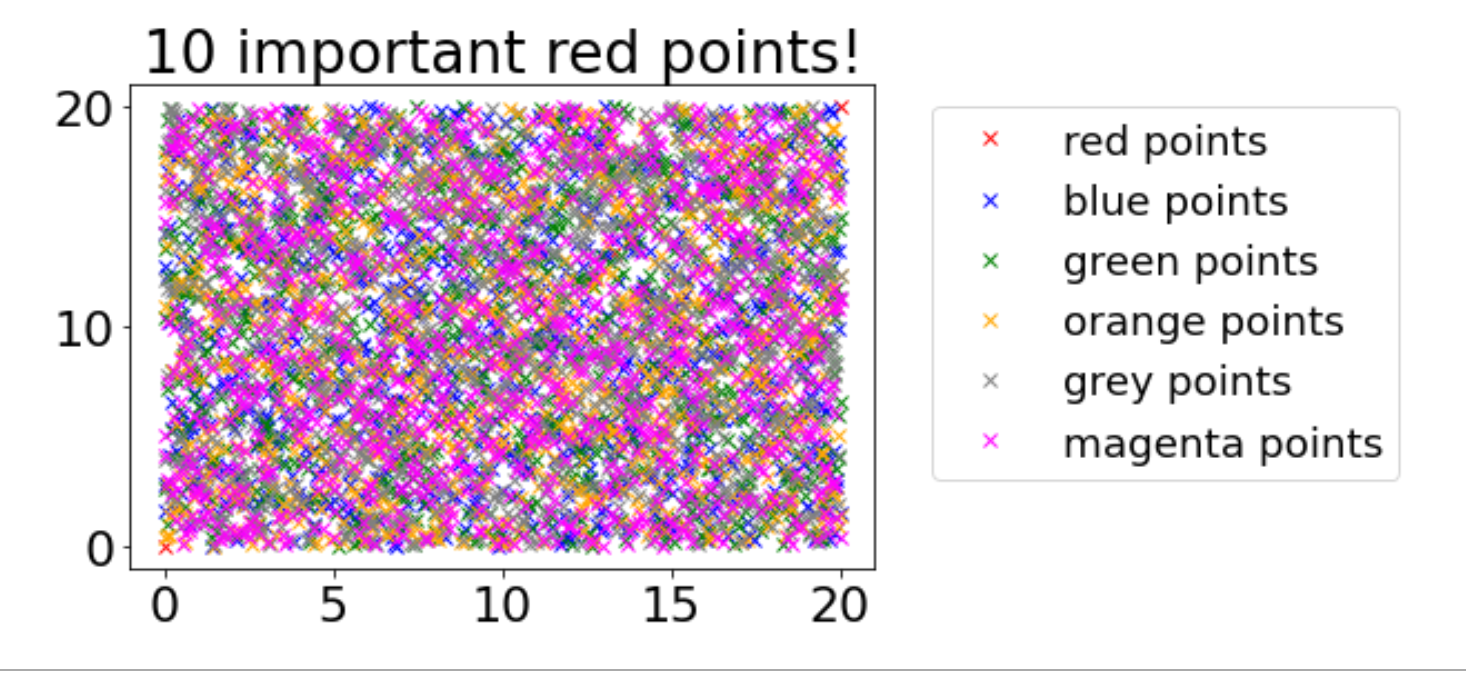 10 important red points!
20
10
0
0 5 10 15 20
red points
blue points
green points
orange points
grey points
magenta points